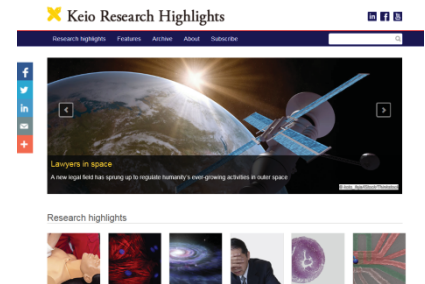 Keio Research Highlights
Research highlights Features Archive About Subscribe
Lawyers in space
A new legal field has sprung up to regulate humanity's ever-growing activities in outer space
Research highlights